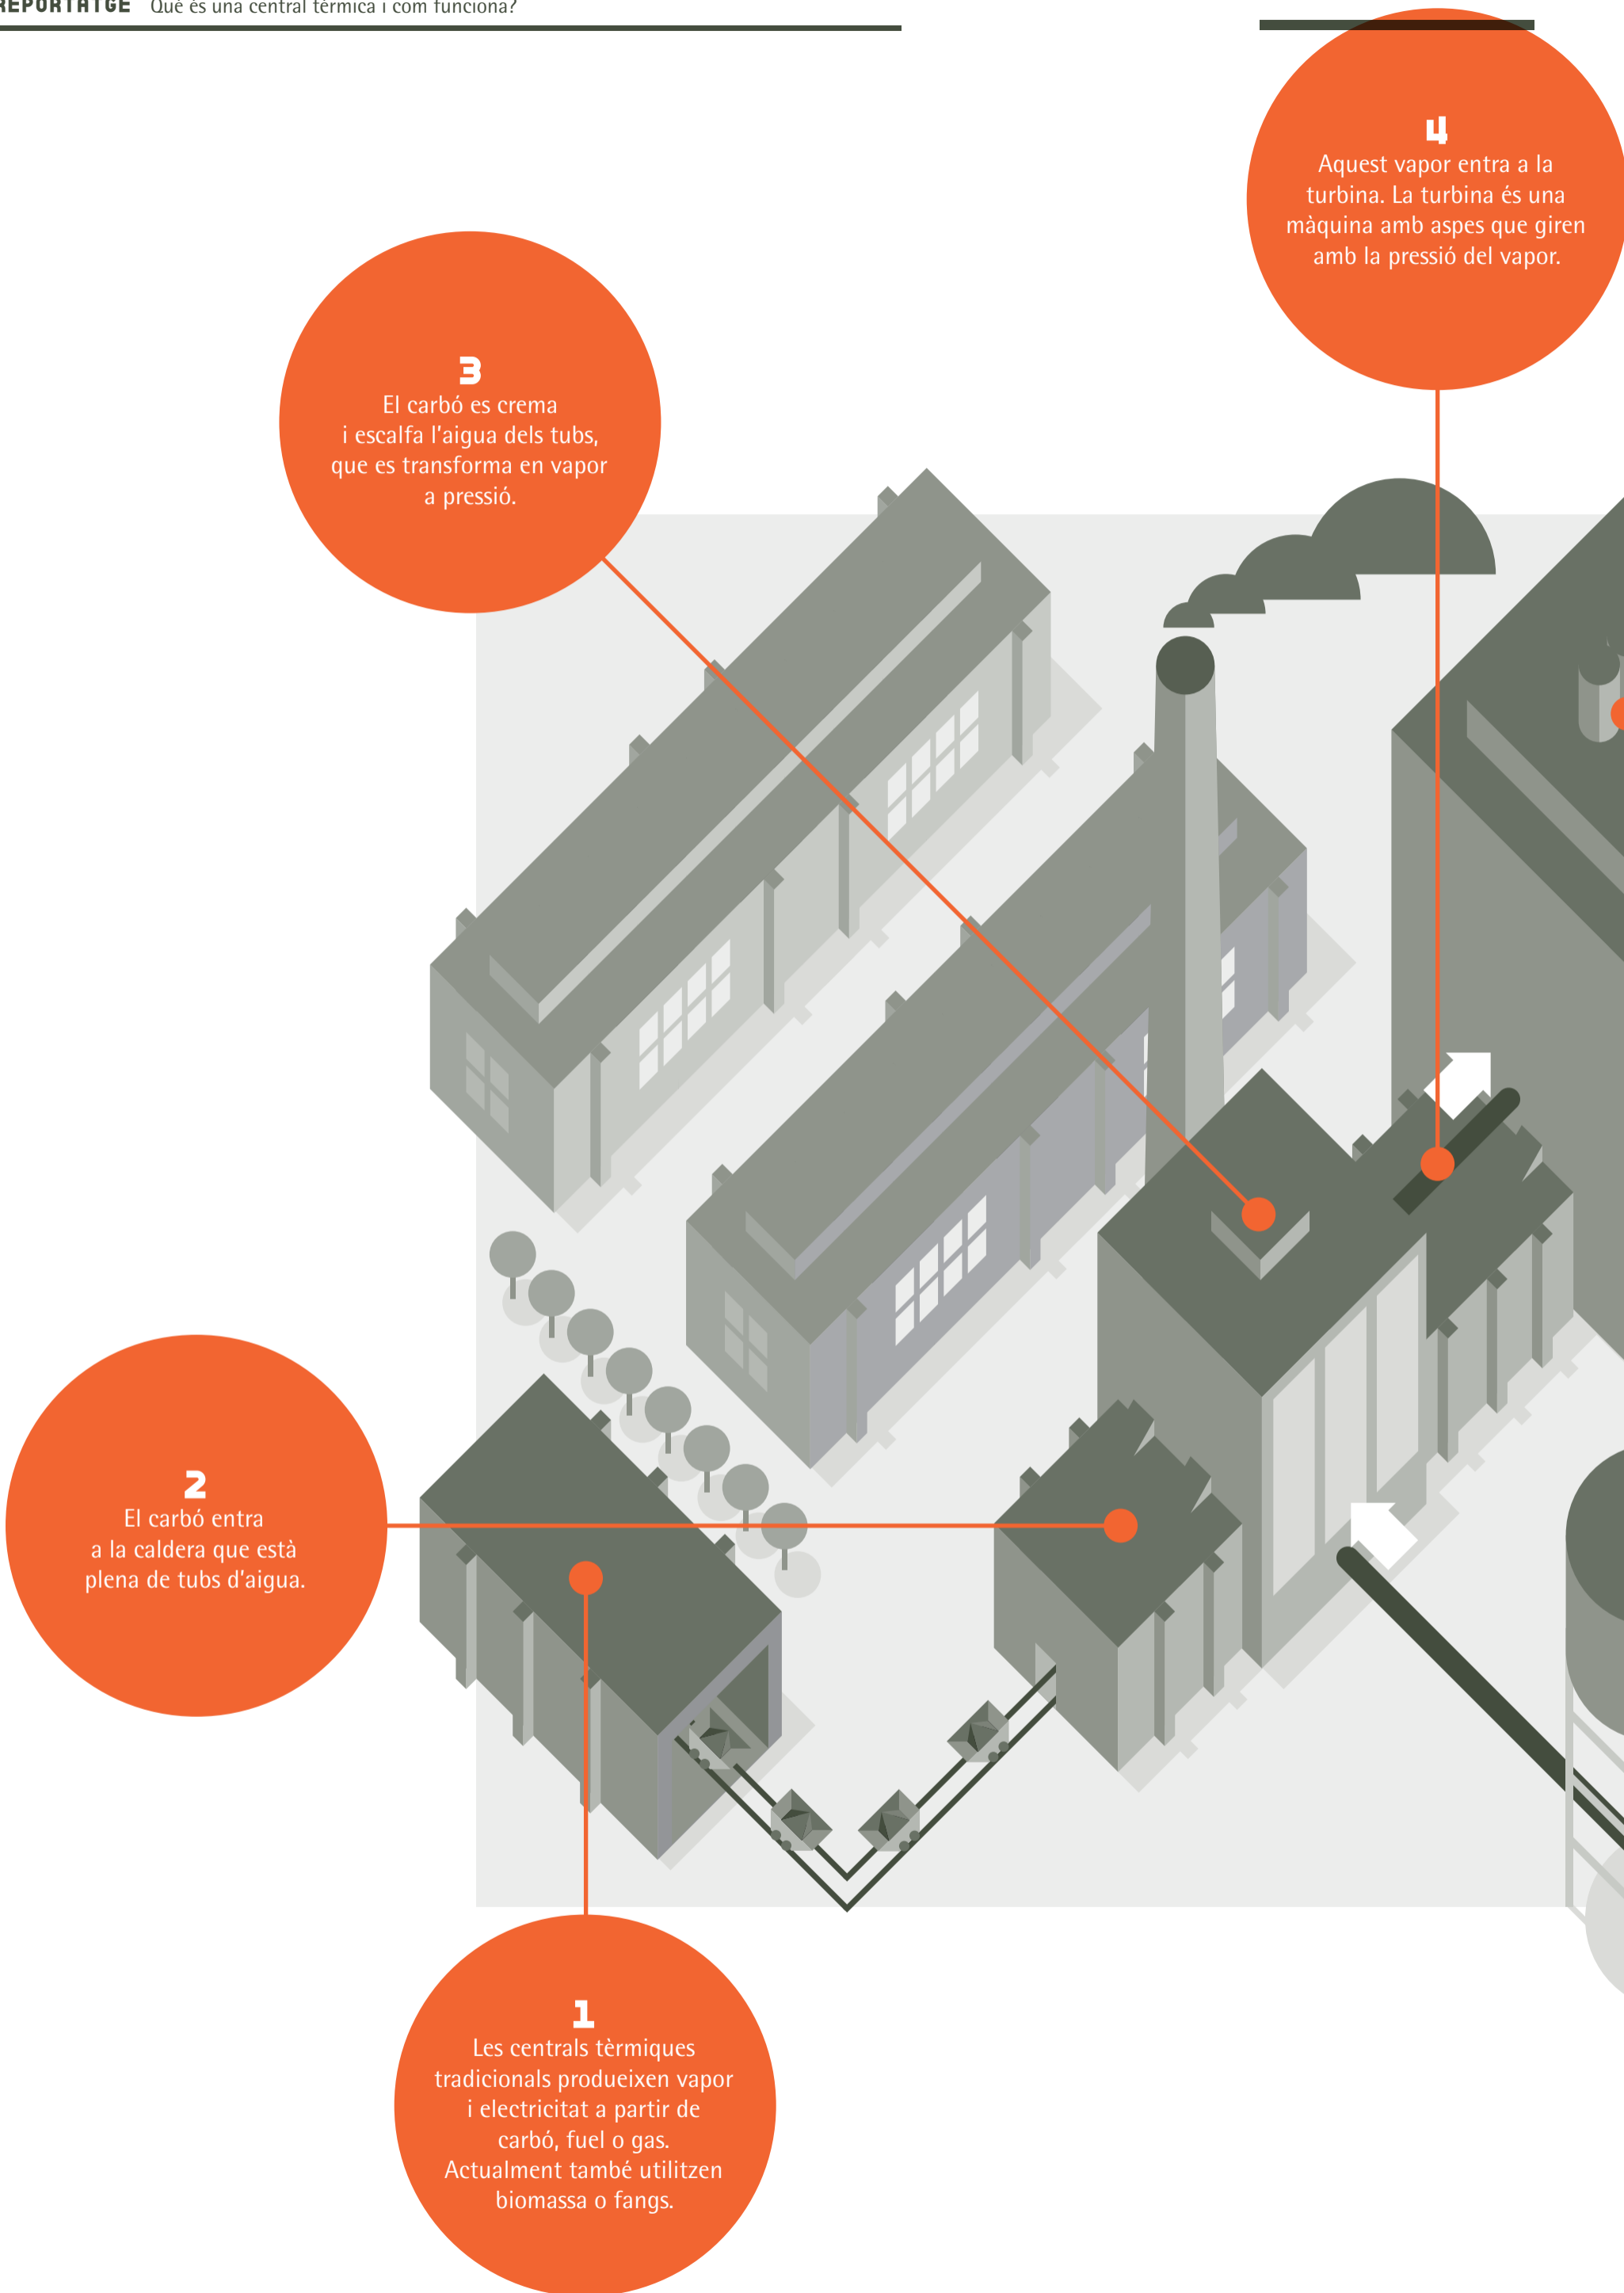 REPORTATGE Què és una central tèrmica i com funciona?
4
Aquest vapor entra a la
turbina. La turbina és una
màquina amb aspes que giren
amb la pressió del vapor.
3
El carbó es crema
i escalfa l'aigua dels tubs,
que es transforma en vapor
a pressió.
2
El carbó entra
a la caldera que està
plena de tubs d'aigua.
1
Les centrals tèrmiques
tradicionals produeixen vapor
i electricitat a partir de
carbó, fuel o gas.
Actualment també utilitzen
biomassa o fangs.